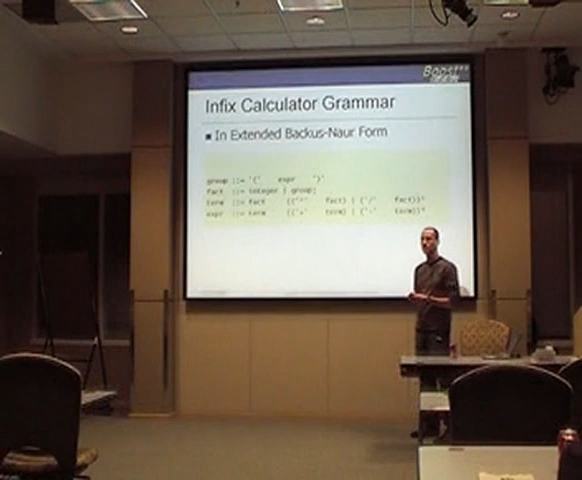 Boost
Infix Calculator Grammar
■ In Extended Backus-Naur Form
group ::= '(' expr ')'
fact ::= integer | group;
term ::= fact (('*' fact) | ('/' fact))*
expr ::= term (('+' term) | ('-' term))*